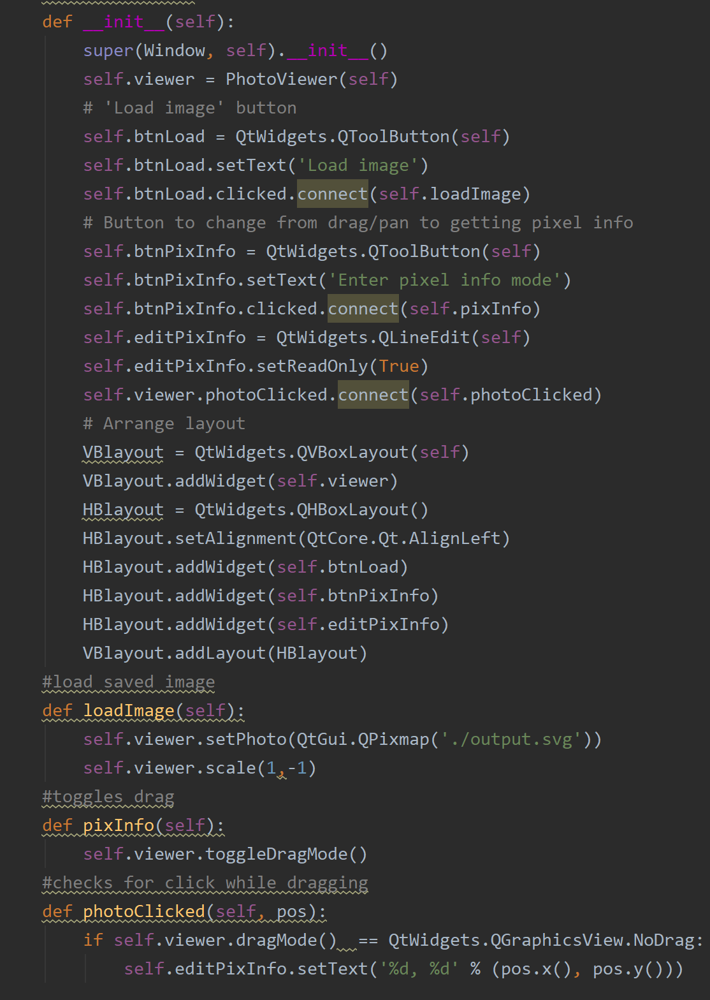 def __init__(self):
    super(Window, self).__init__()
    self.viewer = PhotoViewer(self)
    # 'Load image' button
    self.btnLoad = QtWidgets.QToolButton(self)
    self.btnLoad.setText('Load image')
    self.btnLoad.clicked.connect(self.loadImage)
    # Button to change from drag/pan to getting pixel info
    self.btnPixInfo = QtWidgets.QToolButton(self)
    self.btnPixInfo.setText('Enter pixel info mode')
    self.btnPixInfo.clicked.connect(self.pixInfo)
    self.editPixInfo = QtWidgets.QLineEdit(self)
    self.editPixInfo.setReadOnly(True)
    self.viewer.photoClicked.connect(self.photoClicked)
    # Arrange layout
    VBlayout = QtWidgets.QVBoxLayout(self)
    VBlayout.addWidget(self.viewer)
    HBlayout = QtWidgets.QHBoxLayout()
    HBlayout.setAlignment(QtCore.Qt.AlignLeft)
    HBlayout.addWidget(self.btnLoad)
    HBlayout.addWidget(self.btnPixInfo)
    HBlayout.addWidget(self.editPixInfo)
    VBlayout.addLayout(HBlayout)
#load saved image
def loadImage(self):
    self.viewer.setPhoto(QtGui.QPixmap('./output.svg'))
    self.viewer.scale(1,-1)
#toggles drag
def pixInfo(self):
    self.viewer.toggleDragMode()
#checks for click while dragging
def photoClicked(self, pos):
    if self.viewer.dragMode()  == QtWidgets.QGraphicsView.NoDrag:
        self.editPixInfo.setText('%d, %d' % (pos.x(), pos.y()))